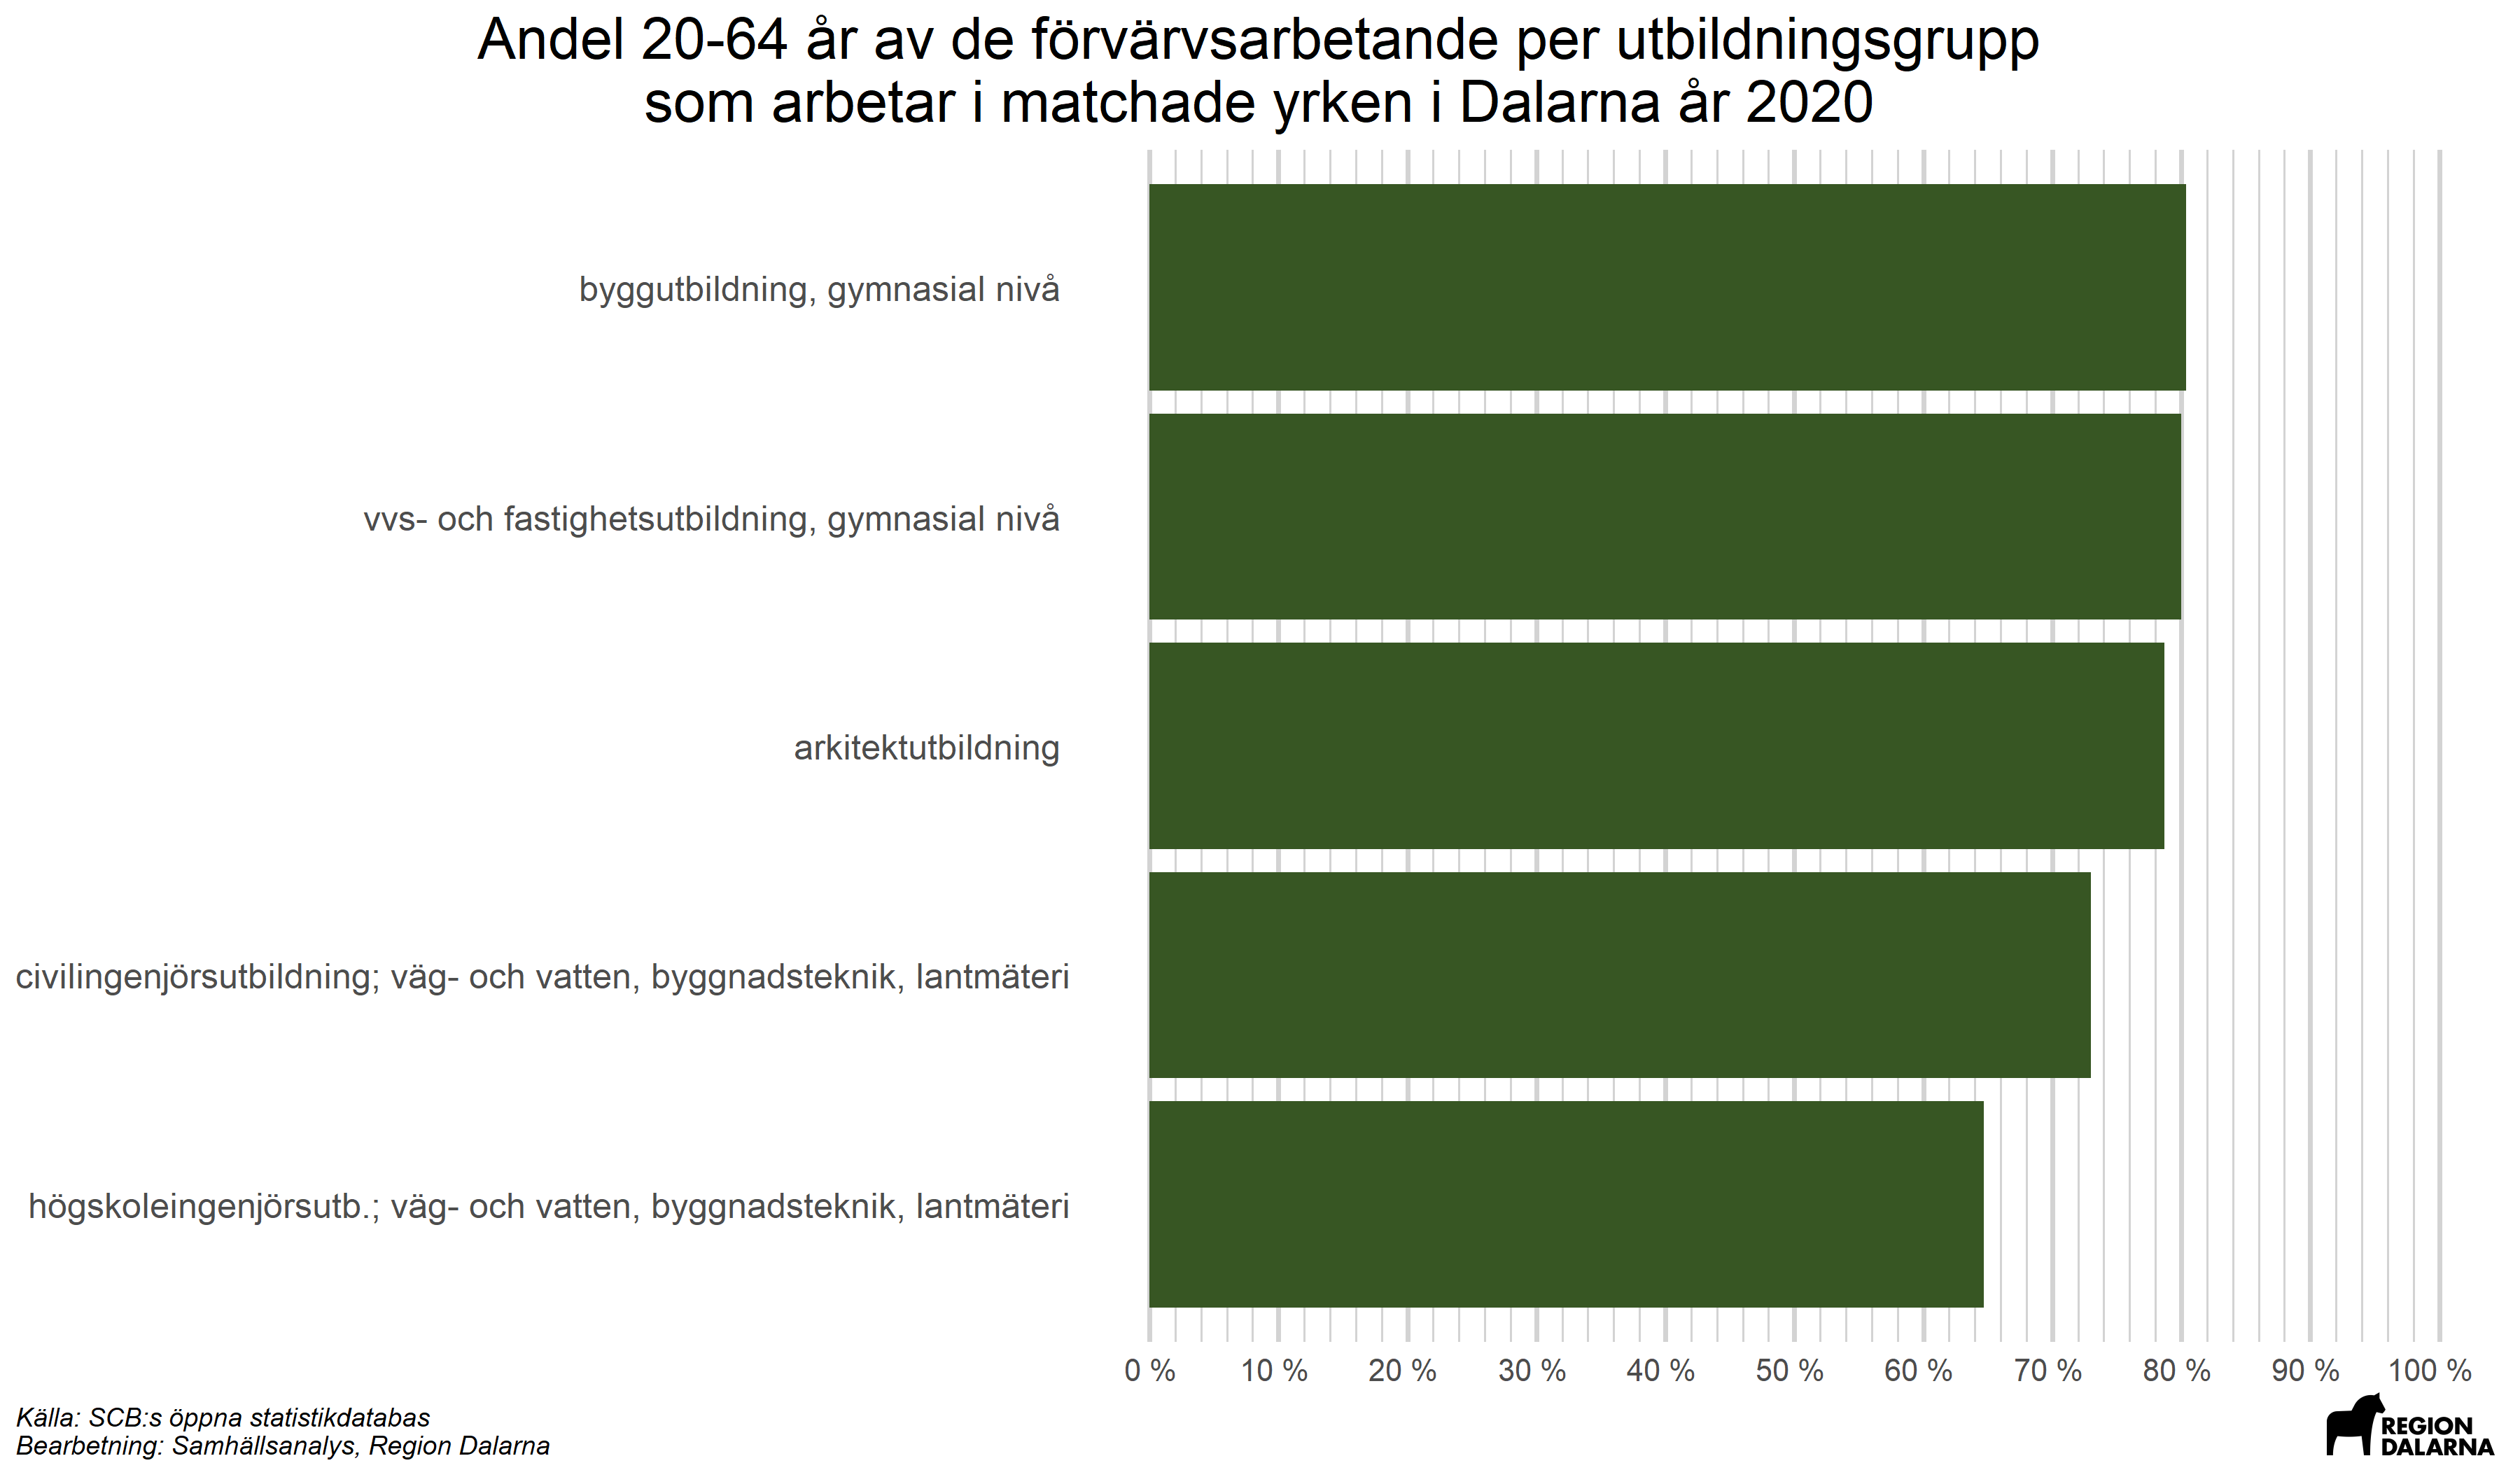 Andel 20-64 år av de förvärvsarbetande per utbildningsgrupp
som arbetar i matchade yrken i Dalarna år 2020
byggutbildning, gymnasial nivå
vvs- och fastighetsutbildning, gymnasial nivå
arkitektutbildning
civilingenjörsutbildning; väg- och vatten, byggnadsteknik, lantmäteri
högskoleingenjörsutb.; väg- och vatten, byggnadsteknik, lantmäteri
0 % 10 % 20 % 30 % 40 % 50 % 60 % 70 % 80 % 90 % 100 %
Källa: SCB:s öppna statistikdatabas
Bearbetning: Samhällsanalys, Region Dalarna
REGION
DALARNA